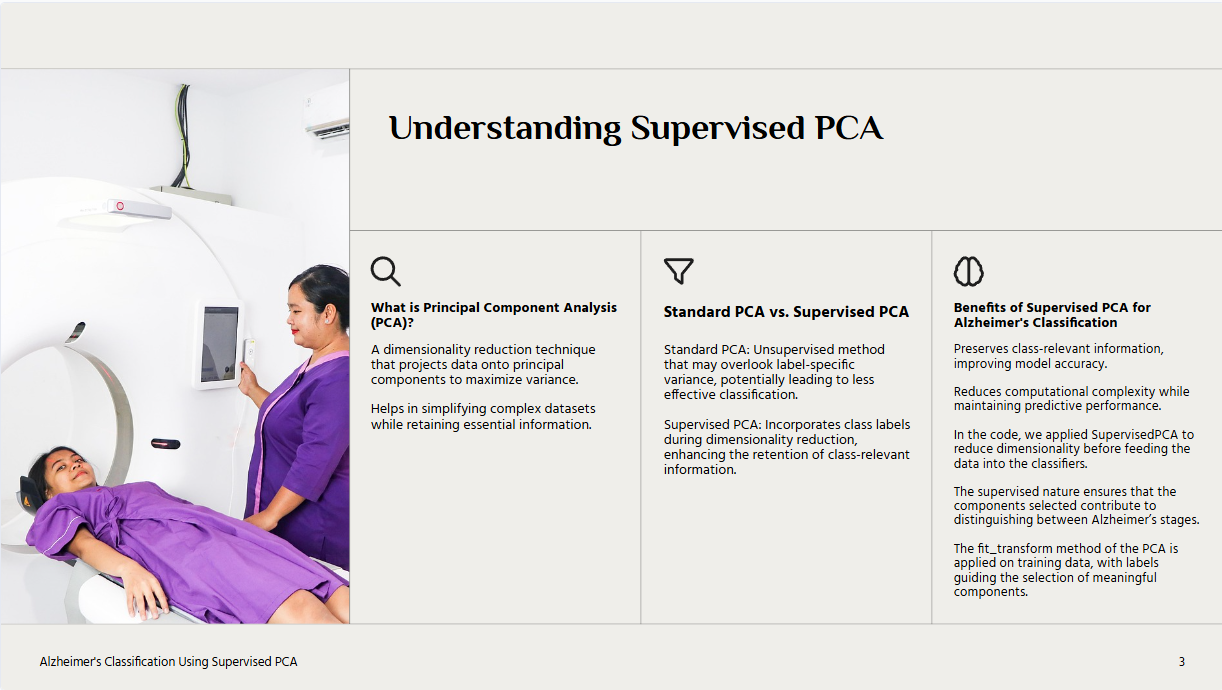 Understanding Supervised PCA
What is Principal Component Analysis
(PCA)?
A dimensionality reduction technique
that projects data onto principal
components to maximize variance.
Helps in simplifying complex datasets
while retaining essential information.
Standard PCA vs. Supervised PCA
Standard PCA: Unsupervised method
that may overlook label-specific
variance, potentially leading to less
effective classification.
Supervised PCA: Incorporates class labels
during dimensionality reduction,
enhancing the retention of class-relevant
information.
Benefits of Supervised PCA for
Alzheimer's Classification
Preserves class-relevant information,
improving model accuracy.
Reduces computational complexity while
maintaining predictive performance.
In the code, we applied SupervisedPCA to
reduce dimensionality before feeding the
data into the classifiers.
The supervised nature ensures that the
components selected contribute to
distinguishing between Alzheimer’s stages.
The fit_transform method of the PCA is
applied on training data, with labels
guiding the selection of meaningful
components.
Alzheimer's Classification Using Supervised PCA
3